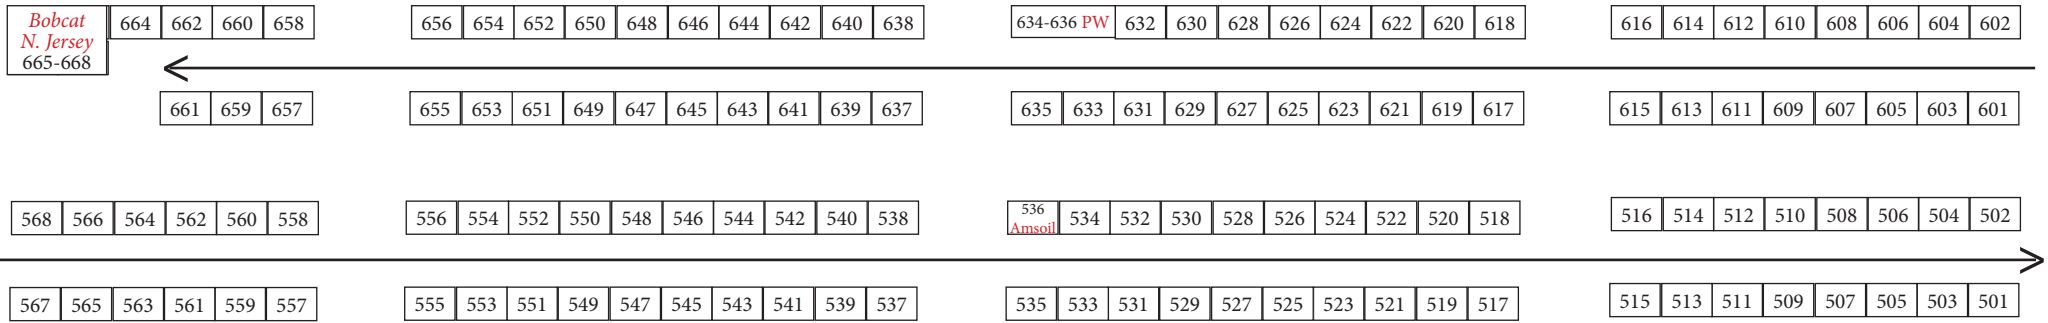 Bobcat
N. Jersey
665-668
664 662 660 658 656 654 652 650 648 646 644 642 640 638 634-636 PW 632 630 628 626 624 622 620 618 616 614 612 610 608 606 604 602
661 659 657 655 653 651 649 647 645 643 641 639 637 635 633 631 629 627 625 623 621 619 617 615 613 611 609 607 605 603 601
568 566 564 562 560 558 556 554 552 550 548 546 544 542 540 538 536
Amsoil
534 532 530 528 526 524 522 520 518 516 514 512 510 508 506 504 502
567 565 563 561 559 557 555 553 551 549 547 545 543 541 539 537 535 533 531 529 527 525 523 521 519 517 515 513 511 509 507 505 503 501